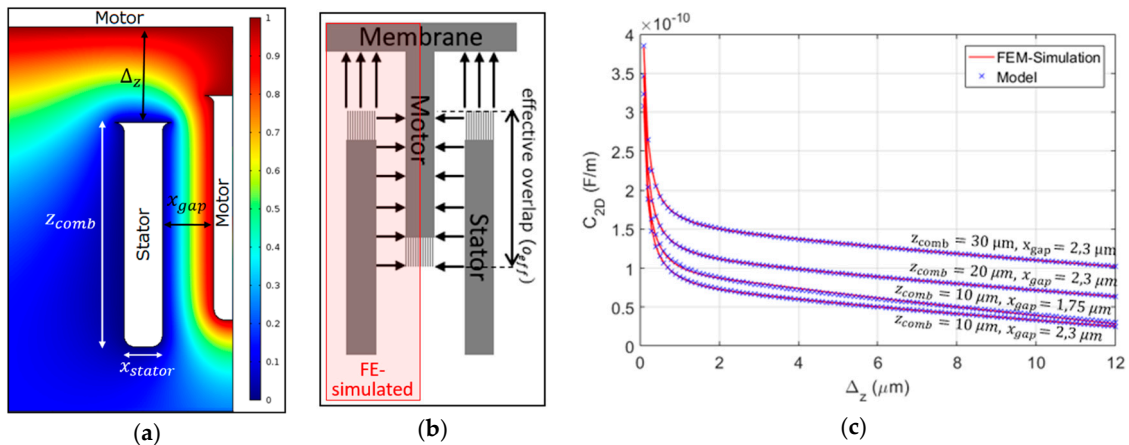 Motor
Δz
zcomb
Stator
xgap
Motor
xstator
1
0.9
0.8
0.7
0.6
0.5
0.4
0.3
0.2
0.1
0
(a)
Membrane
Motor
Stator
effective overlap (oeff)
FE-
simulated
(b)
×10⁻¹⁰
C2D (F/m)
4
3.5
3
2.5
2
1.5
1
0.5
0
FEM-Simulation
Model
zcomb = 30 μm, xgap = 2,3 μm
zcomb = 20 μm, xgap = 2,3 μm
zcomb = 10 μm, xgap = 1,75 μm
zcomb = 10 μm, xgap = 2,3 μm
0 2 4 6 8 10 12
Δz (μm)
(c)